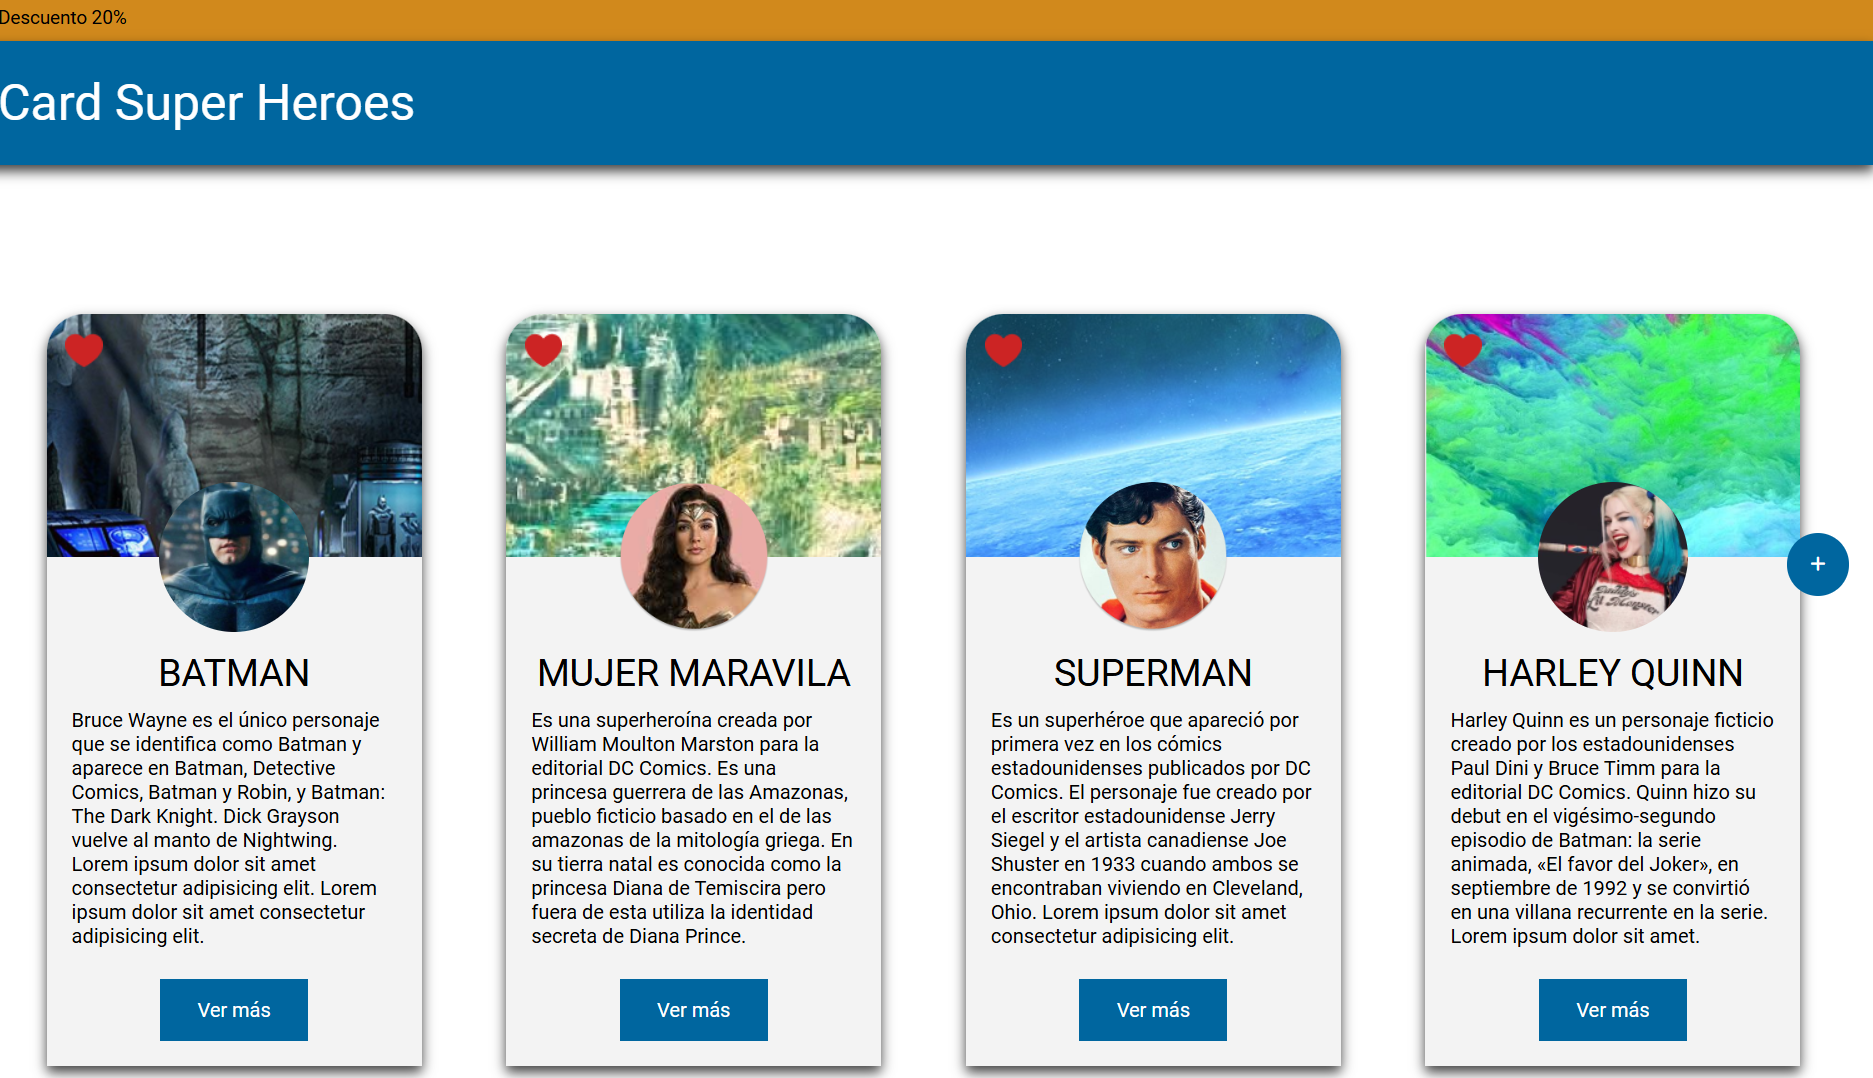 Descuento 20%
Card Super Heroes
BATMAN
Bruce Wayne es el único personaje
que se identifica como Batman y
aparece en Batman, Detective
Comics, Batman y Robin, y Batman:
The Dark Knight. Dick Grayson
vuelve al manto de Nightwing.
Lorem ipsum dolor sit amet
consectetur adipisicing elit. Lorem
ipsum dolor sit amet consectetur
adipisicing elit.
Ver más
MUJER MARAVILA
Es una superheroína creada por
William Moulton Marston para la
editorial DC Comics. Es una
princesa guerrera de las Amazonas,
pueblo ficticio basado en el de las
amazonas de la mitología griega. En
su tierra natal es conocida como la
princesa Diana de Temiscira pero
fuera de esta utiliza la identidad
secreta de Diana Prince.
Ver más
SUPERMAN
Es un superhéroe que apareció por
primera vez en los cómics
estadounidenses publicados por DC
Comics. El personaje fue creado por
el escritor estadounidense Jerry
Siegel y el artista canadiense Joe
Shuster en 1933 cuando ambos se
encontraban viviendo en Cleveland,
Ohio. Lorem ipsum dolor sit amet
consectetur adipisicing elit.
Ver más
HARLEY QUINN
Harley Quinn es un personaje ficticio
creado por los estadounidenses
Paul Dini y Bruce Timm para la
editorial DC Comics. Quinn hizo su
debut en el vigésimo-segundo
episodio de Batman: la serie
animada, «El favor del Joker», en
septiembre de 1992 y se convirtió
en una villana recurrente en la serie.
Lorem ipsum dolor sit amet.
Ver más
+